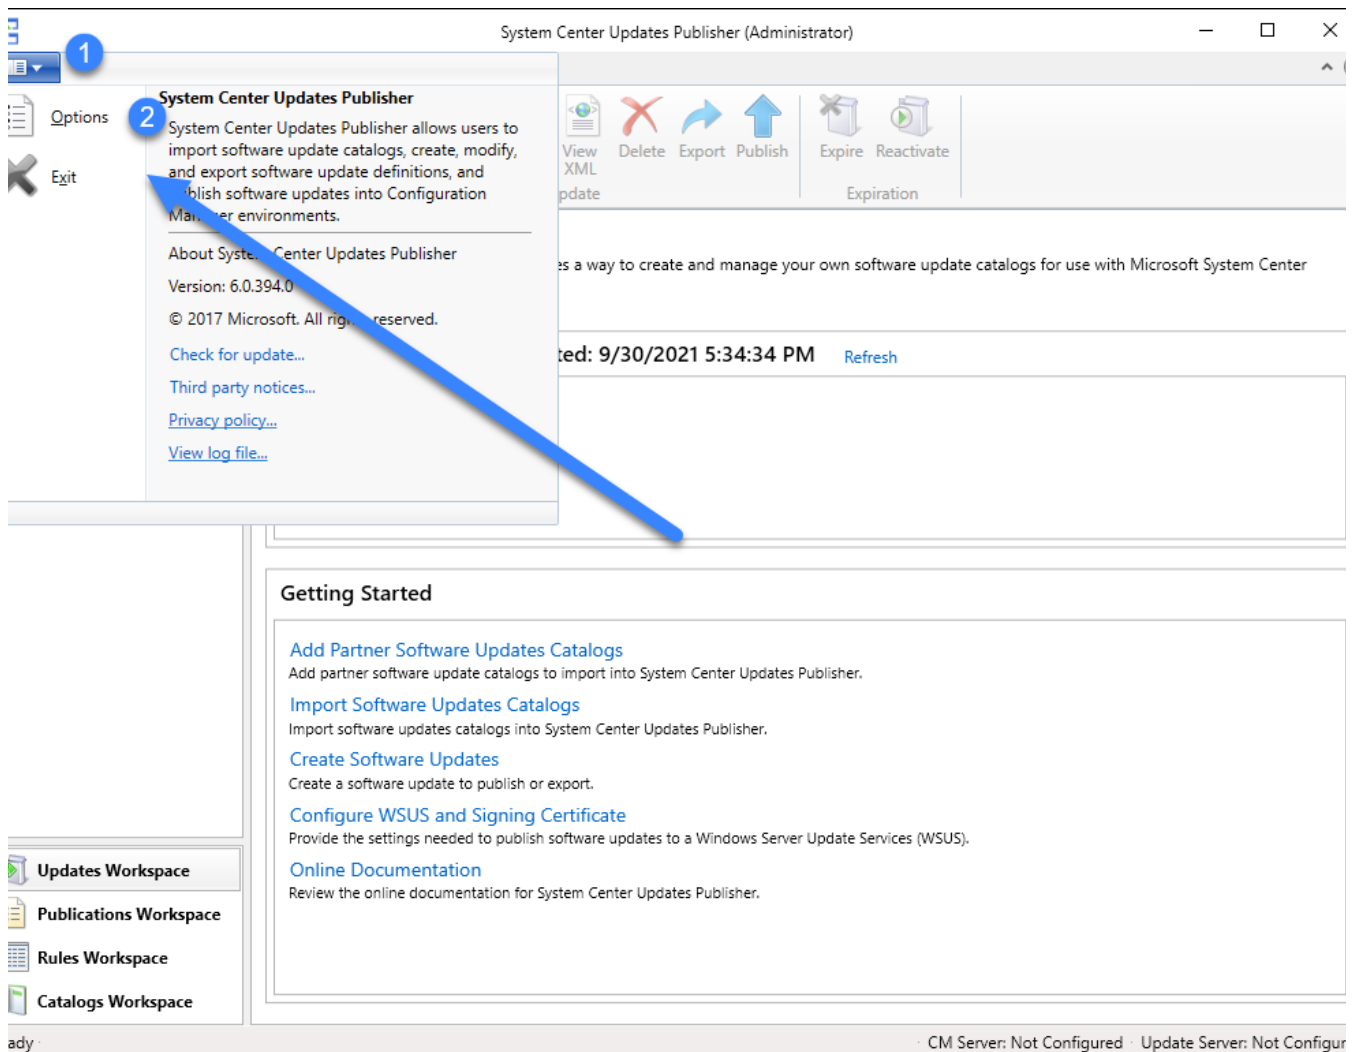 System Center Updates Publisher (Administrator)
1
Options
2
Exit
System Center Updates Publisher
System Center Updates Publisher allows users to
import software update catalogs, create, modify,
and export software update definitions, and
publish software updates into Configuration
Manager environments.
About System Center Updates Publisher
Version: 6.0.394.0
© 2017 Microsoft. All rights reserved.
Check for update...
Third party notices...
Privacy policy...
View log file...
View
XML
Delete
Export
Publish
Expire
Reactivate
pdate
Expiration
es a way to create and manage your own software update catalogs for use with Microsoft System Center
ted: 9/30/2021 5:34:34 PM
Refresh
Getting Started
Add Partner Software Updates Catalogs
Add partner software update catalogs to import into System Center Updates Publisher.
Import Software Updates Catalogs
Import software updates catalogs into System Center Updates Publisher.
Create Software Updates
Create a software update to publish or export.
Configure WSUS and Signing Certificate
Provide the settings needed to publish software updates to a Windows Server Update Services (WSUS).
Online Documentation
Review the online documentation for System Center Updates Publisher.
Updates Workspace
Publications Workspace
Rules Workspace
Catalogs Workspace
ady
CM Server: Not Configured
Update Server: Not Configur